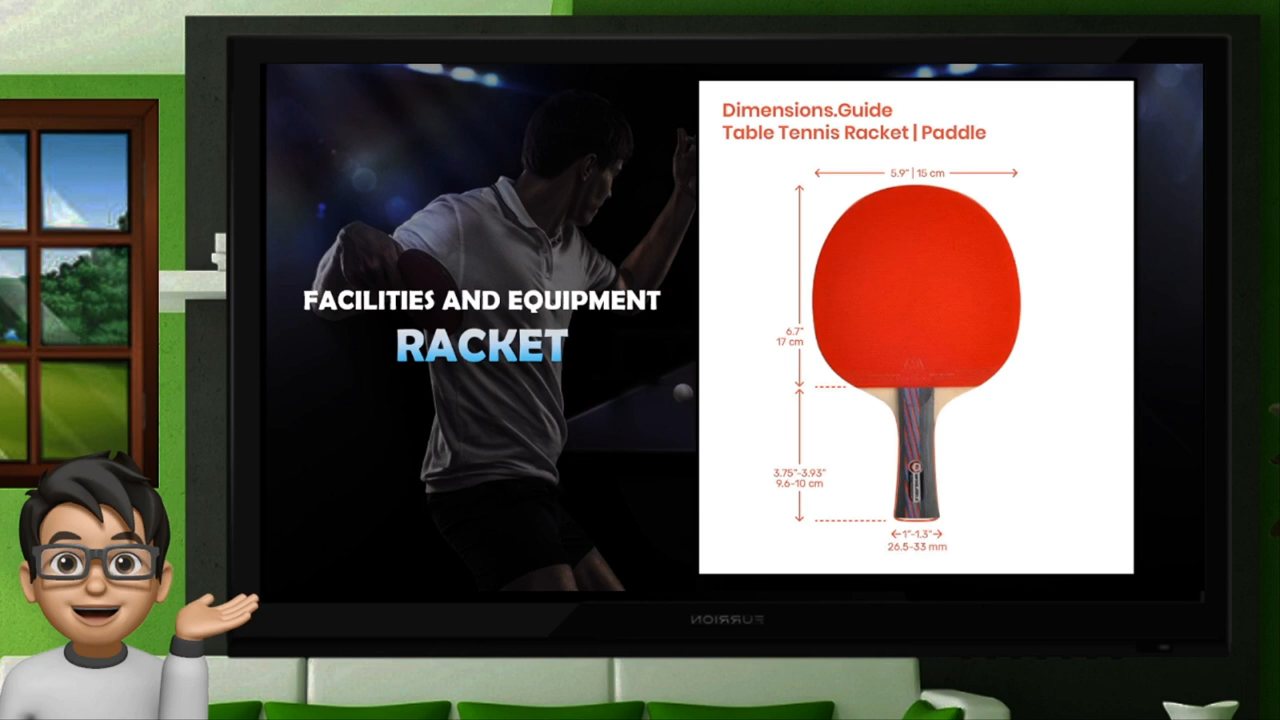 FACILITIES AND EQUIPMENT
RACKET
Dimensions.Guide
Table Tennis Racket | Paddle
5.9" | 15 cm
6.7"
17 cm
3.75"-3.93"
9.6-10 cm
1"-1.3"
26.5-33 mm